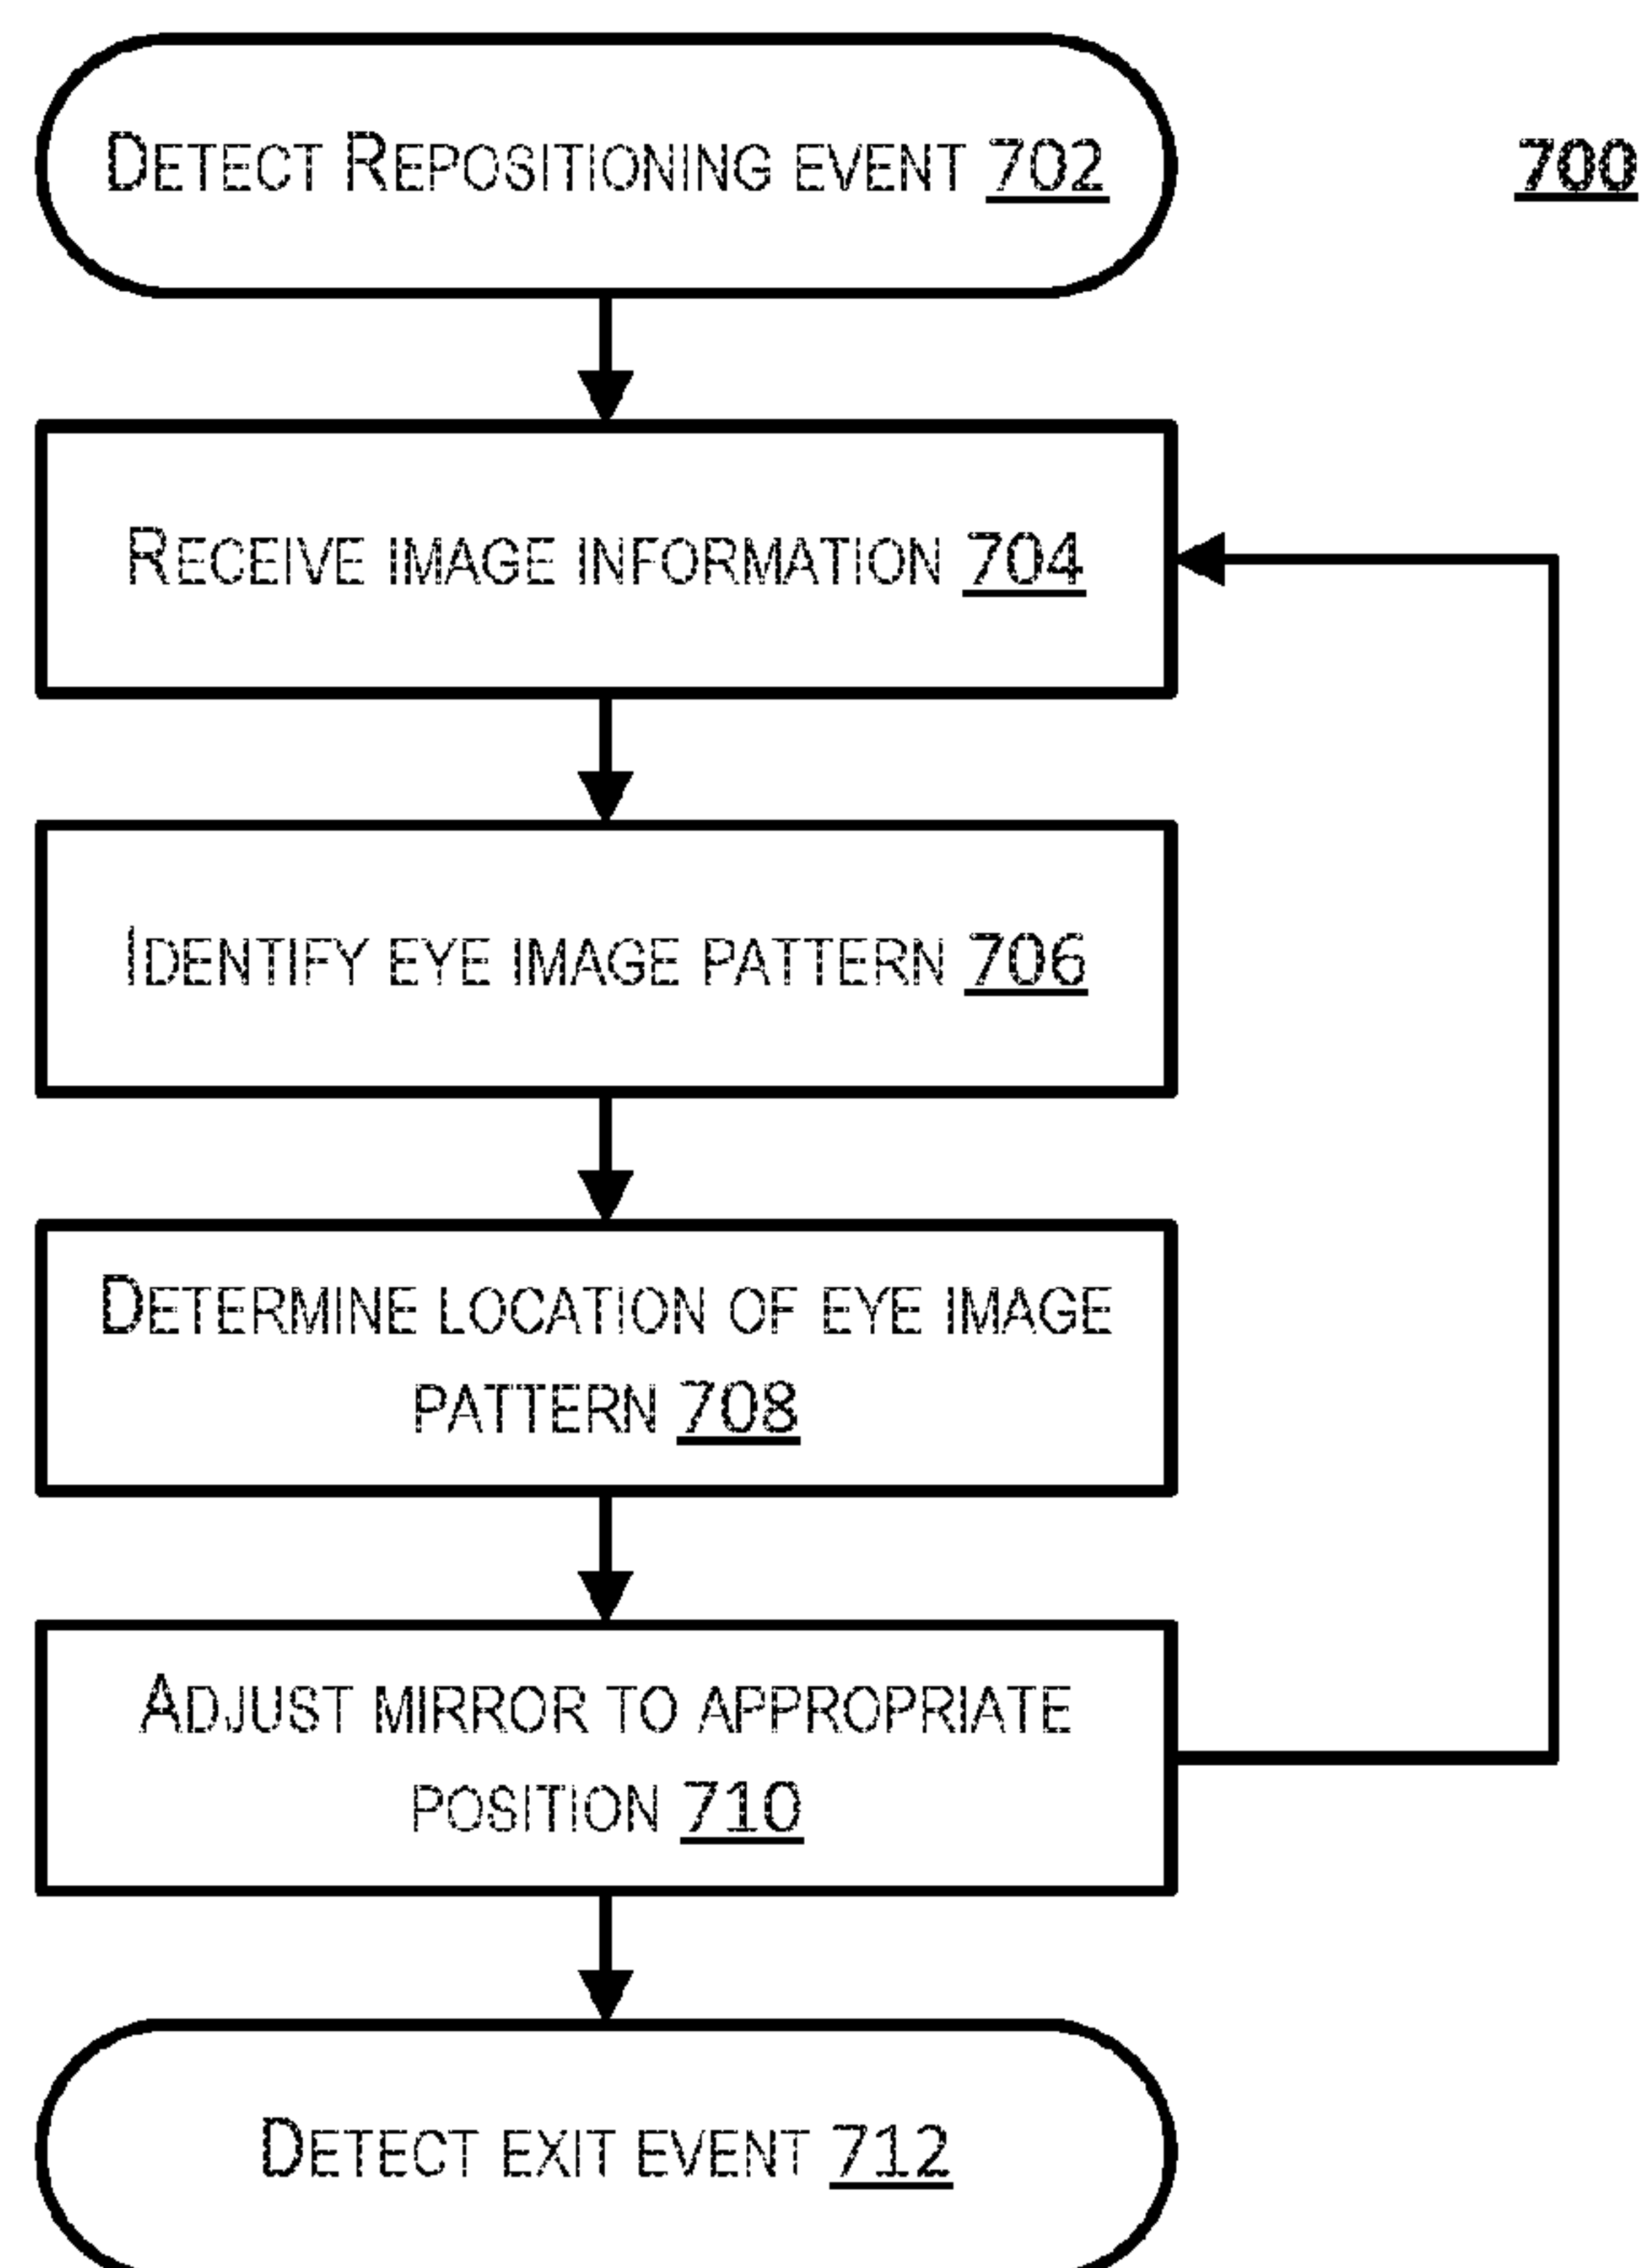 DETECT REPOSITIONING EVENT 702
700
RECEIVE IMAGE INFORMATION 704
IDENTIFY EYE IMAGE PATTERN 706
DETERMINE LOCATION OF EYE IMAGE
PATTERN 708
ADJUST MIRROR TO APPROPRIATE
POSITION 710
DETECT EXIT EVENT 712